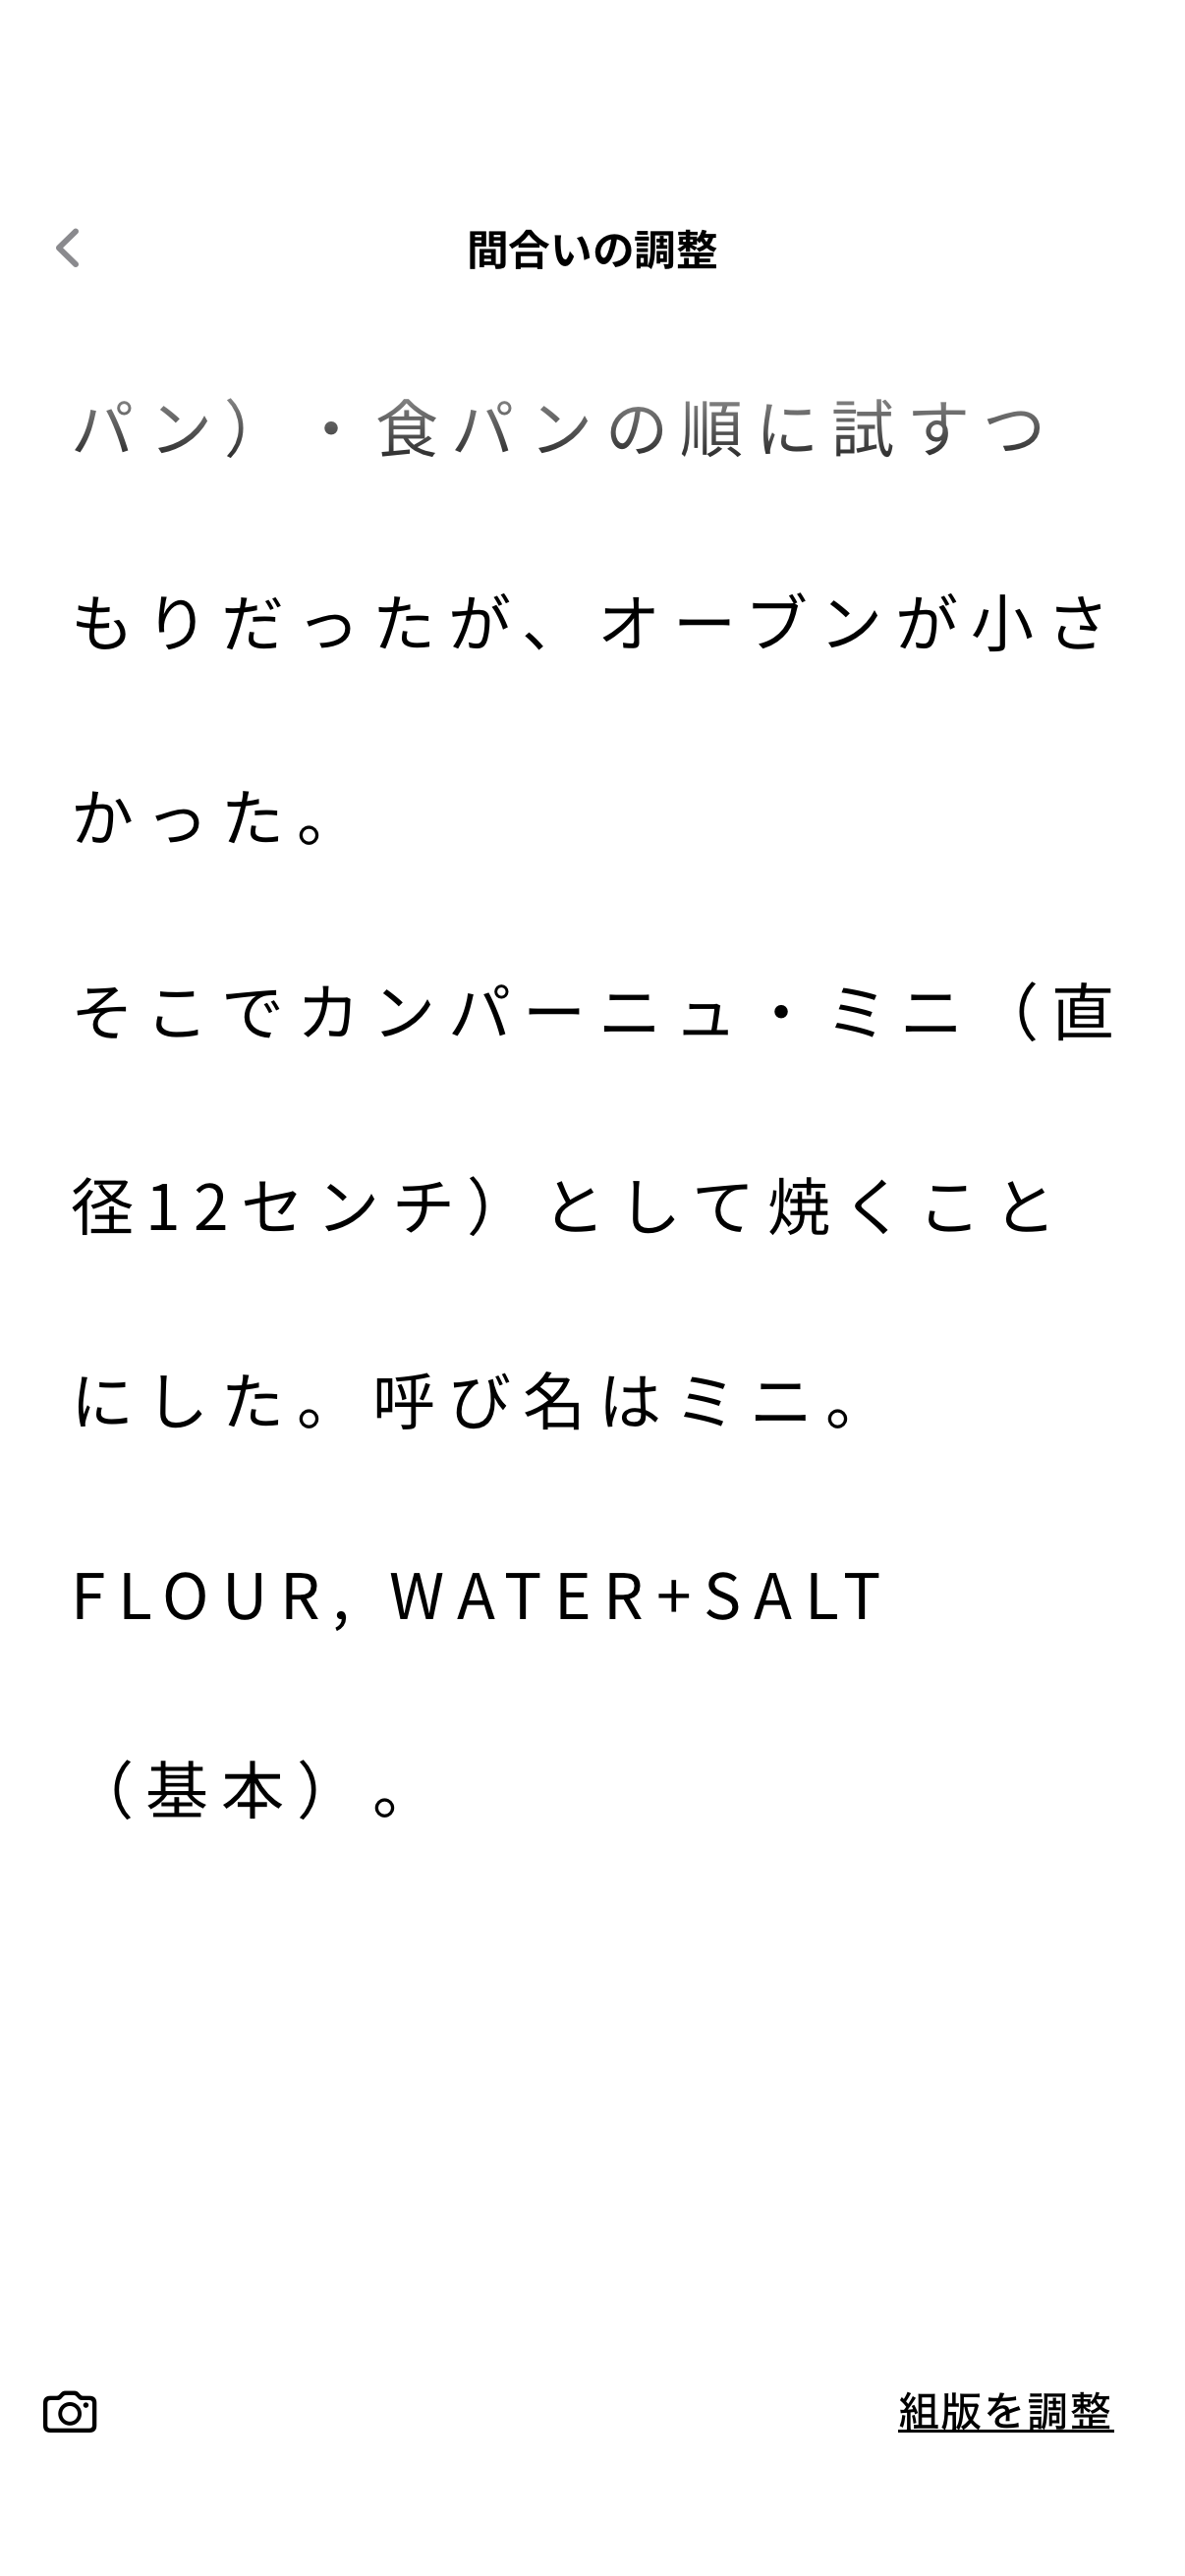 間合いの調整
パン）・食パンの順に試すつ
もりだったが、オーブンが小さ
かった。
そこでカンパーニュ・ミニ（直
径12センチ）として焼くこと
にした。呼び名はミニ。
FLOUR, WATER+SALT
（基本）。
組版を調整